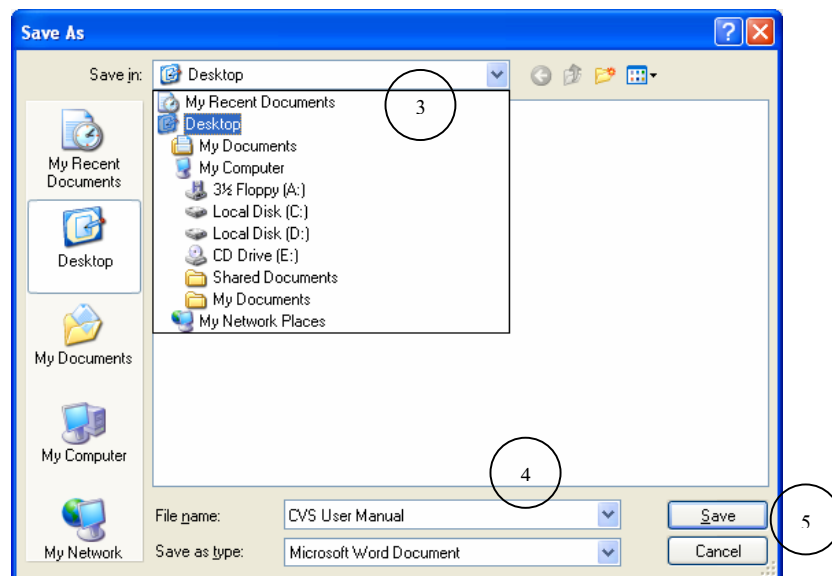 Save As
Save in: Desktop
3
My Recent Documents
Desktop
My Documents
My Computer
3½ Floppy (A:)
Local Disk (C:)
Local Disk (D:)
CD Drive (E:)
Shared Documents
My Documents
My Network Places
My Recent
Documents
Desktop
My Documents
My Computer
My Network
4
File name: CVS User Manual
Save as type: Microsoft Word Document
Save
5
Cancel